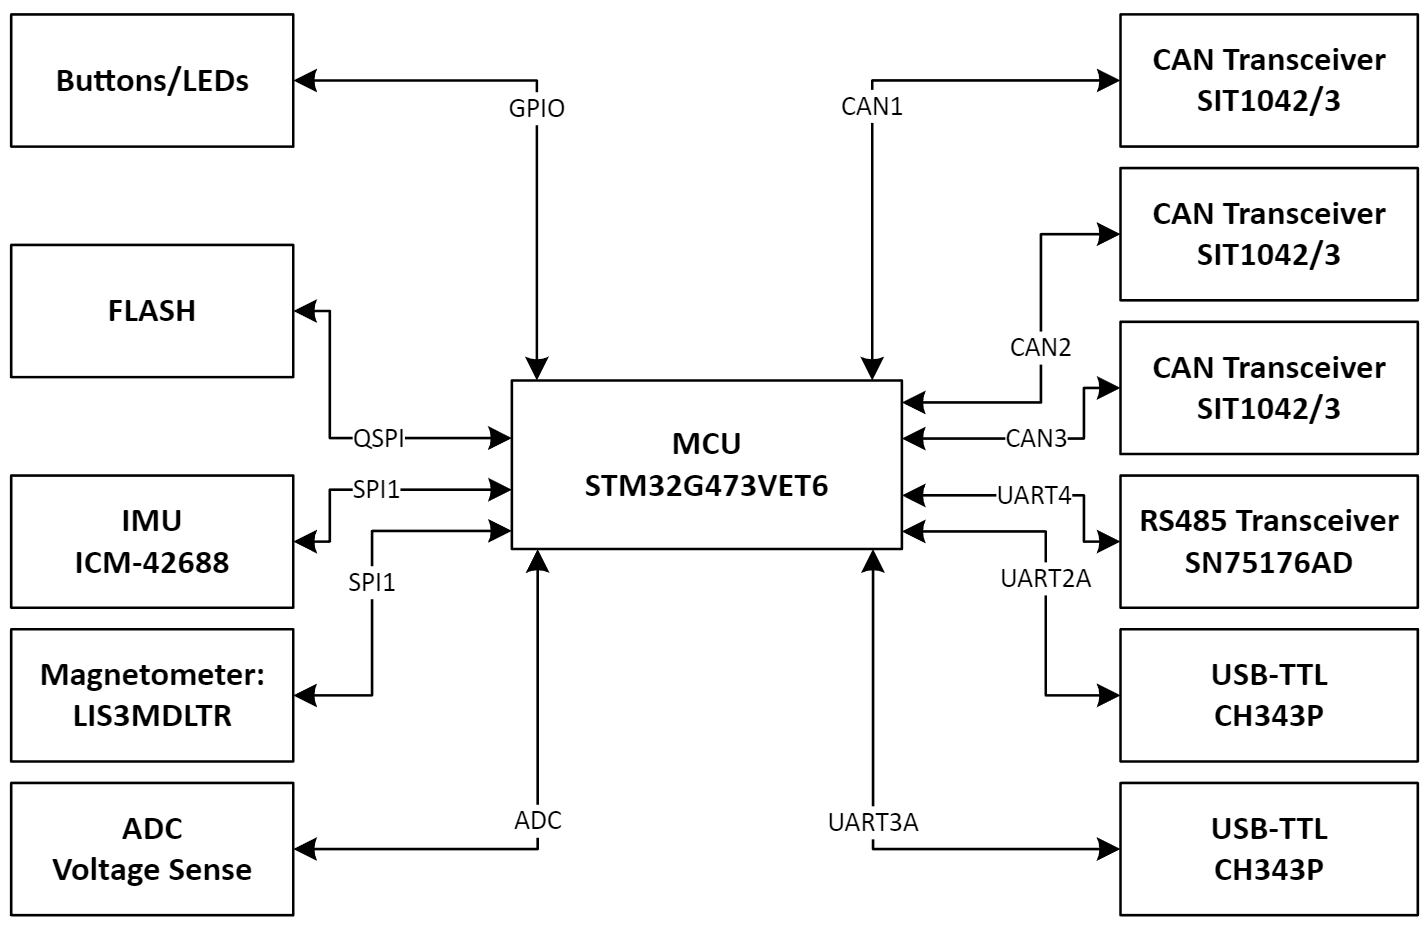 Buttons/LEDs
GPIO
FLASH
QSPI
IMU
ICM-42688
SPI1
Magnetometer:
LIS3MDLTR
SPI1
ADC
Voltage Sense
ADC
MCU
STM32G473VET6
CAN1
CAN Transceiver
SIT1042/3
CAN2
CAN Transceiver
SIT1042/3
CAN3
CAN Transceiver
SIT1042/3
UART4
RS485 Transceiver
SN75176AD
UART2A
USB-TTL
CH343P
UART3A
USB-TTL
CH343P